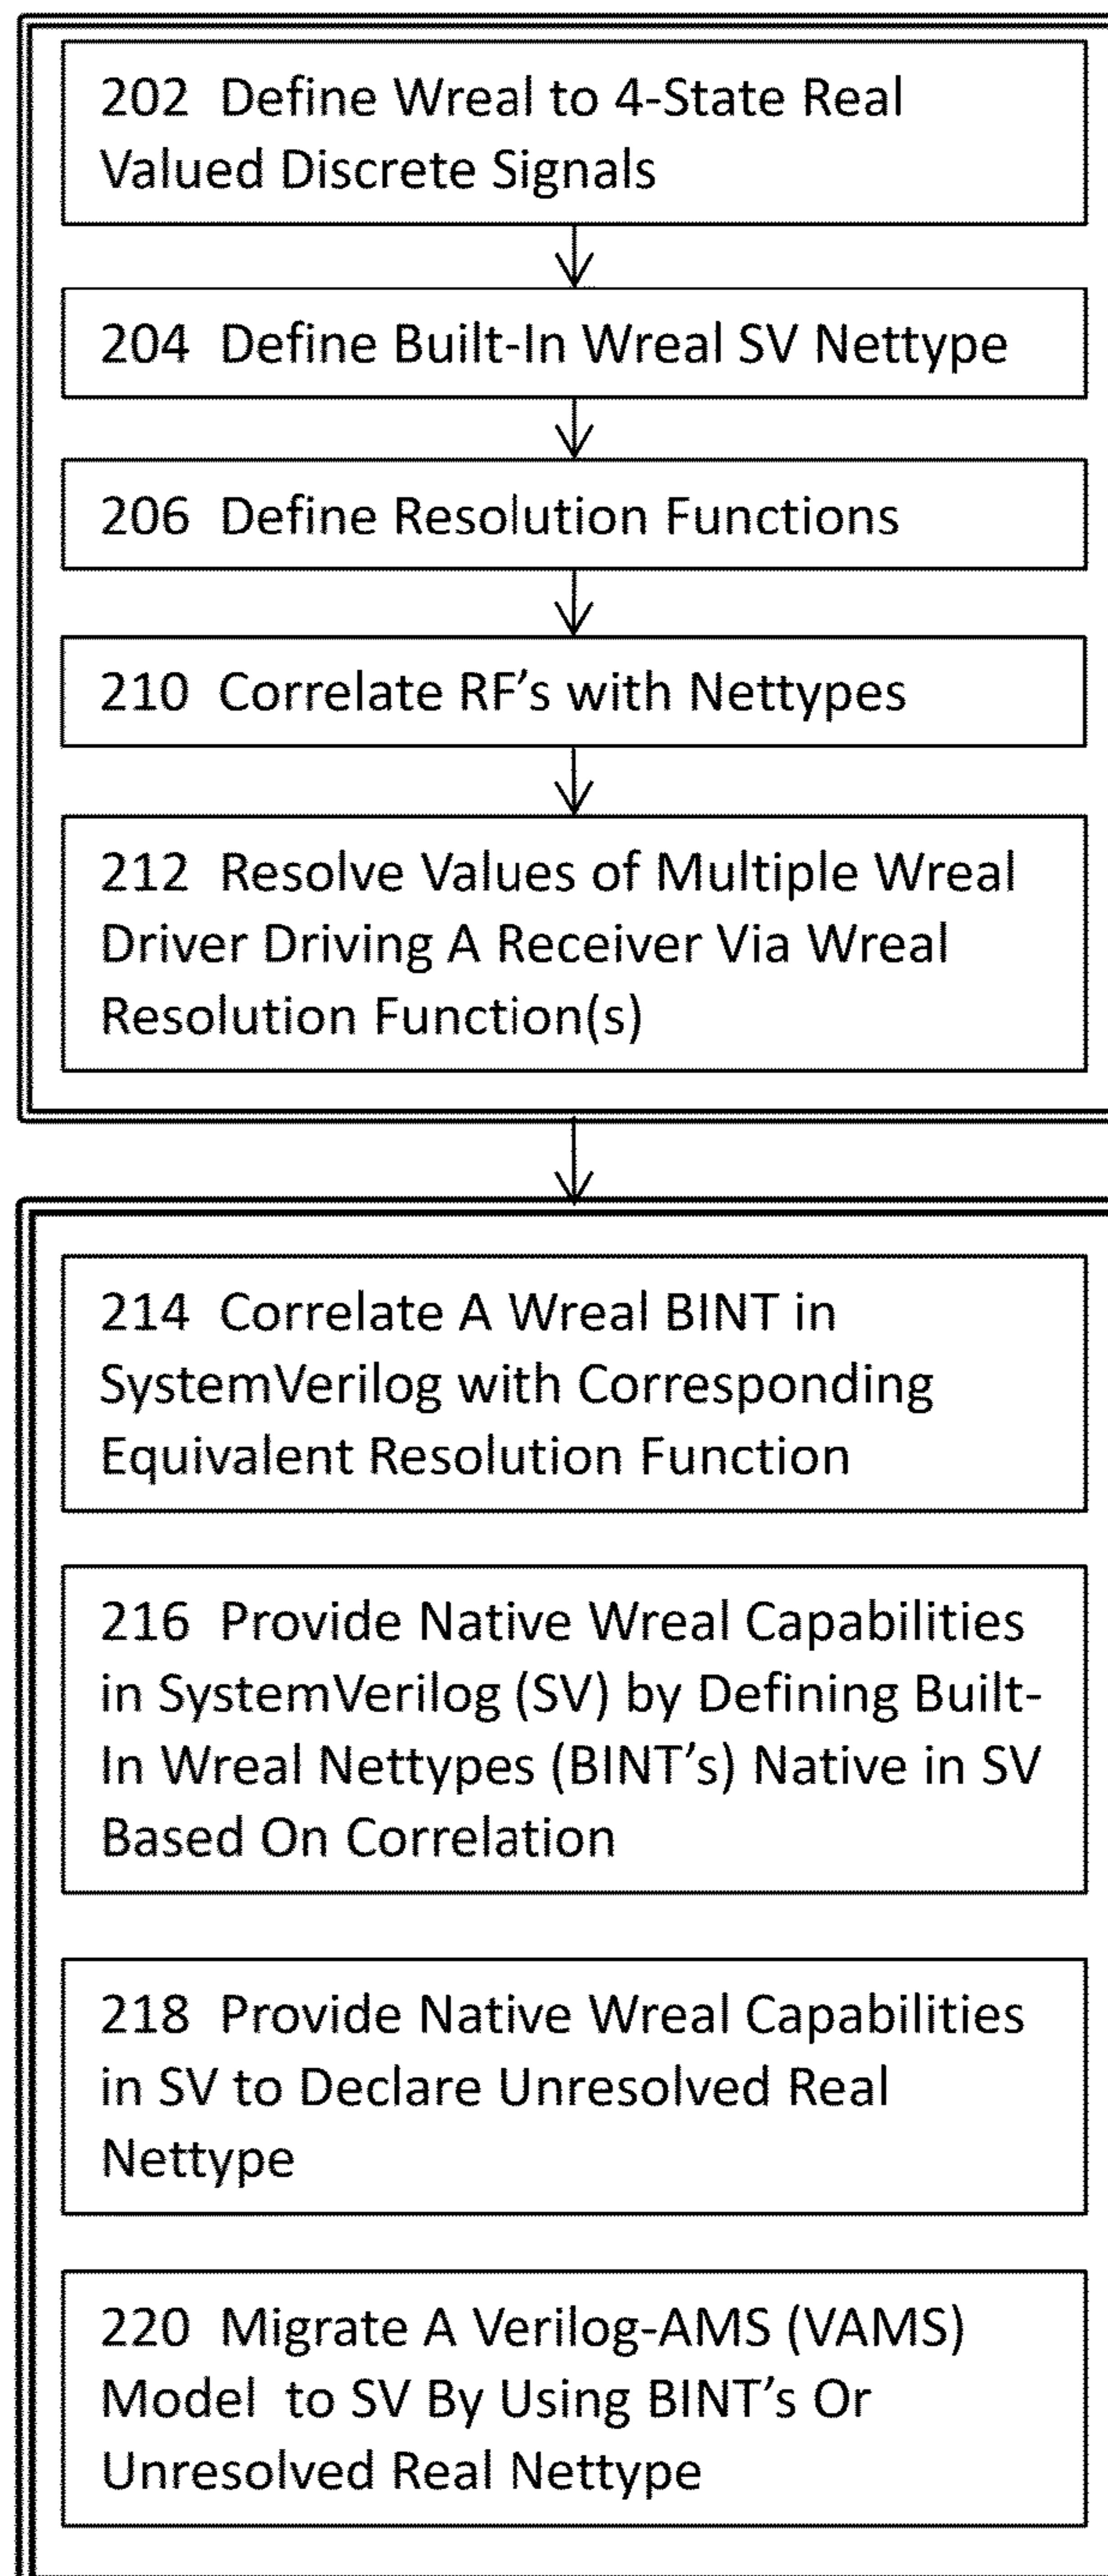 202 Define Wreal to 4-State Real
Valued Discrete Signals
204 Define Built-In Wreal SV Nettype
206 Define Resolution Functions
210 Correlate RF's with Nettypes
212 Resolve Values of Multiple Wreal
Driver Driving A Receiver Via Wreal
Resolution Function(s)
214 Correlate A Wreal BINT in
SystemVerilog with Corresponding
Equivalent Resolution Function
216 Provide Native Wreal Capabilities
in SystemVerilog (SV) by Defining Built-
In Wreal Nettypes (BINT's) Native in SV
Based On Correlation
218 Provide Native Wreal Capabilities
in SV to Declare Unresolved Real
Nettype
220 Migrate A Verilog-AMS (VAMS)
Model to SV By Using BINT's Or
Unresolved Real Nettype